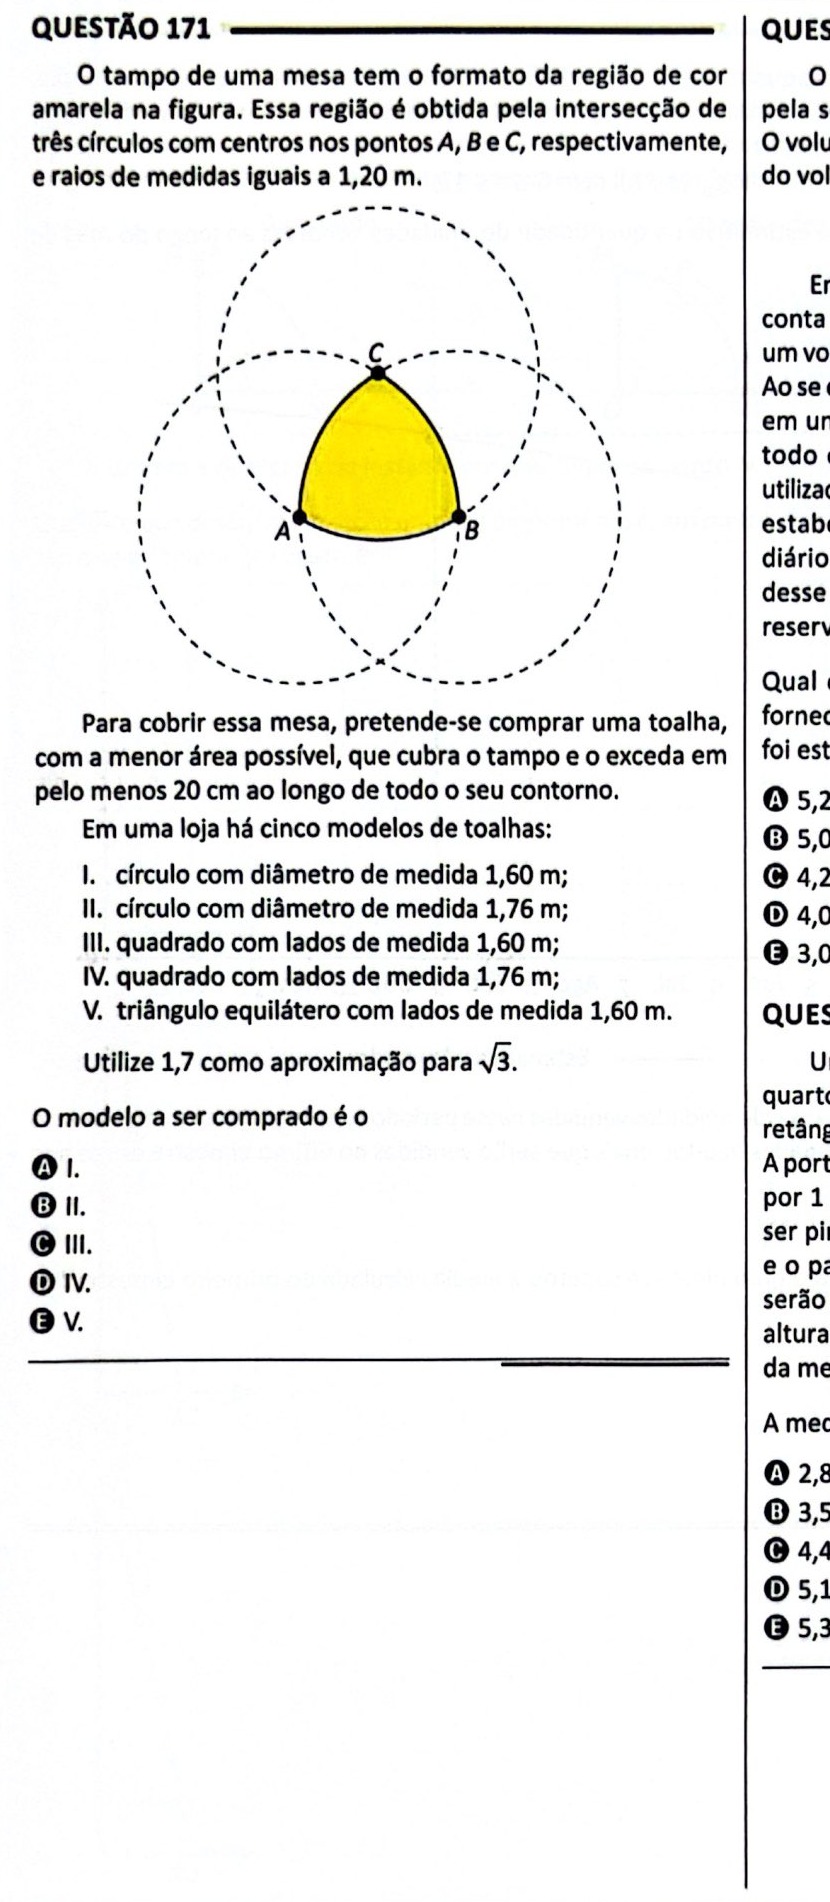 QUESTÃO 171
O tampo de uma mesa tem o formato da região de cor
amarela na figura. Essa região é obtida pela intersecção de
três círculos com centros nos pontos A, B e C, respectivamente,
e raios de medidas iguais a 1,20 m.
C
A
B
Para cobrir essa mesa, pretende-se comprar uma toalha,
com a menor área possível, que cubra o tampo e o exceda em
pelo menos 20 cm ao longo de todo o seu contorno.
Em uma loja há cinco modelos de toalhas:
I. círculo com diâmetro de medida 1,60 m;
II. círculo com diâmetro de medida 1,76 m;
III. quadrado com lados de medida 1,60 m;
IV. quadrado com lados de medida 1,76 m;
V. triângulo equilátero com lados de medida 1,60 m.
Utilize 1,7 como aproximação para √3.
O modelo a ser comprado é o
A I.
B II.
C III.
D IV.
E V.
QUES
O
pela s
O volu
do vol
conta
um vo
Ao se
em um
todo
utiliza
estabe
diário
desse
reserv
Qual
fornec
foi est
A 5,2
B 5,0
C 4,2
D 4,0
E 3,0
QUES
quarto
retâng
A port
por 1
ser pin
e o pa
serão
altura
da me
A med
A 2,8
B 3,5
C 4,4
D 5,1
E 5,3